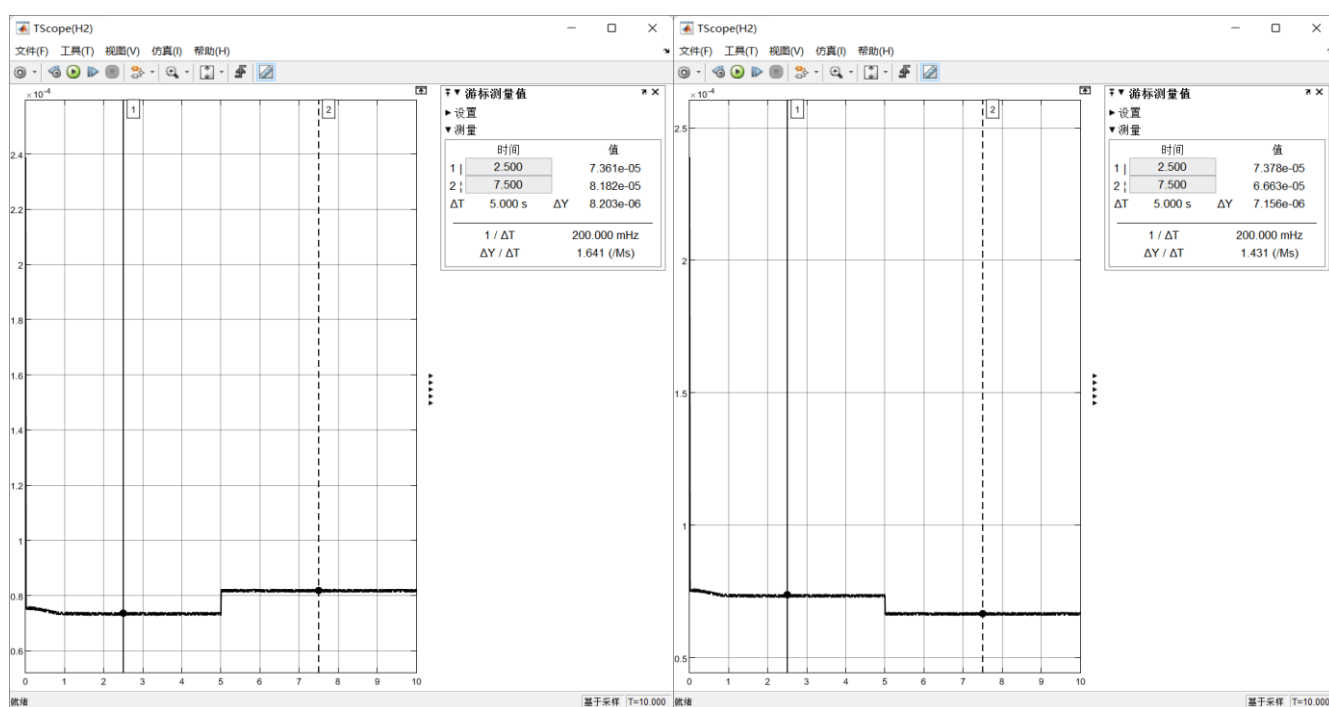 TScope(H2)
文件(F) 工具(T) 视图(V) 仿真(I) 帮助(H)
×10⁻⁴
2.4
2.2
2
1.8
1.6
1.4
1.2
1
0.8
0.6
0 1 2 3 4 5 6 7 8 9 10
1 2
游标测量值
设置
测量
时间 值
1 | 2.500 7.361e-05
2 ¦ 7.500 8.182e-05
ΔT 5.000 s ΔY 8.203e-06
1 / ΔT 200.000 mHz
ΔY / ΔT 1.641 (/Ms)
就绪 基于采样 T=10.000
TScope(H2)
文件(F) 工具(T) 视图(V) 仿真(I) 帮助(H)
×10⁻⁴
2.5
2
1.5
1
0.5
0 1 2 3 4 5 6 7 8 9 10
1 2
游标测量值
设置
测量
时间 值
1 | 2.500 7.378e-05
2 ¦ 7.500 6.663e-05
ΔT 5.000 s ΔY 7.156e-06
1 / ΔT 200.000 mHz
ΔY / ΔT 1.431 (/Ms)
就绪 基于采样 T=10.000